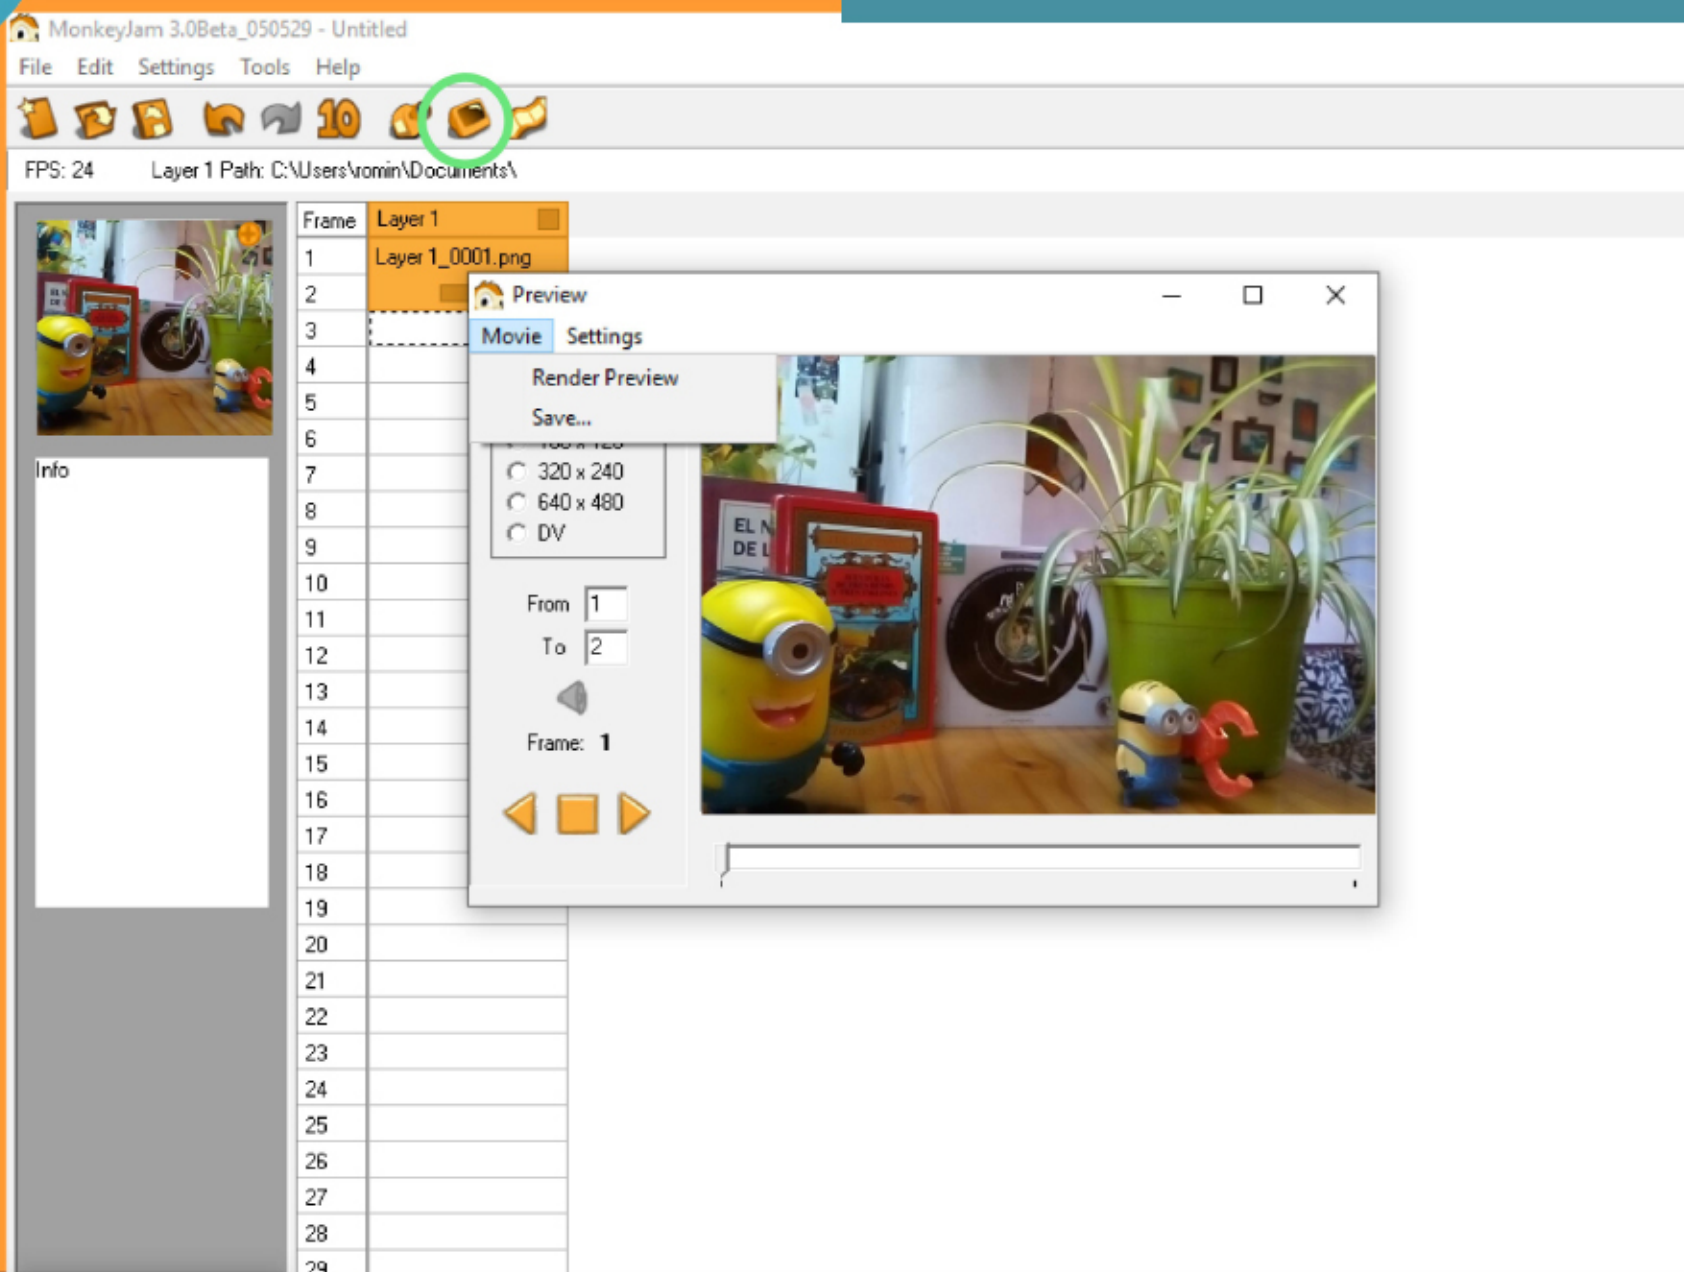 MonkeyJam 3.0Beta_050529 - Untitled
File Edit Settings Tools Help
10
FPS: 24 Layer 1 Path: C:\Users\romin\Documents\
Frame Layer 1
1 Layer 1_0001.png
2
3
4
5
6
7
8
9
10
11
12
13
14
15
16
17
18
19
20
21
22
23
24
25
26
27
28
29
Info
Preview
Movie Settings
Render Preview
Save...
320 x 240
640 x 480
DV
From 1
To 2
Frame: 1
EL N
DE L